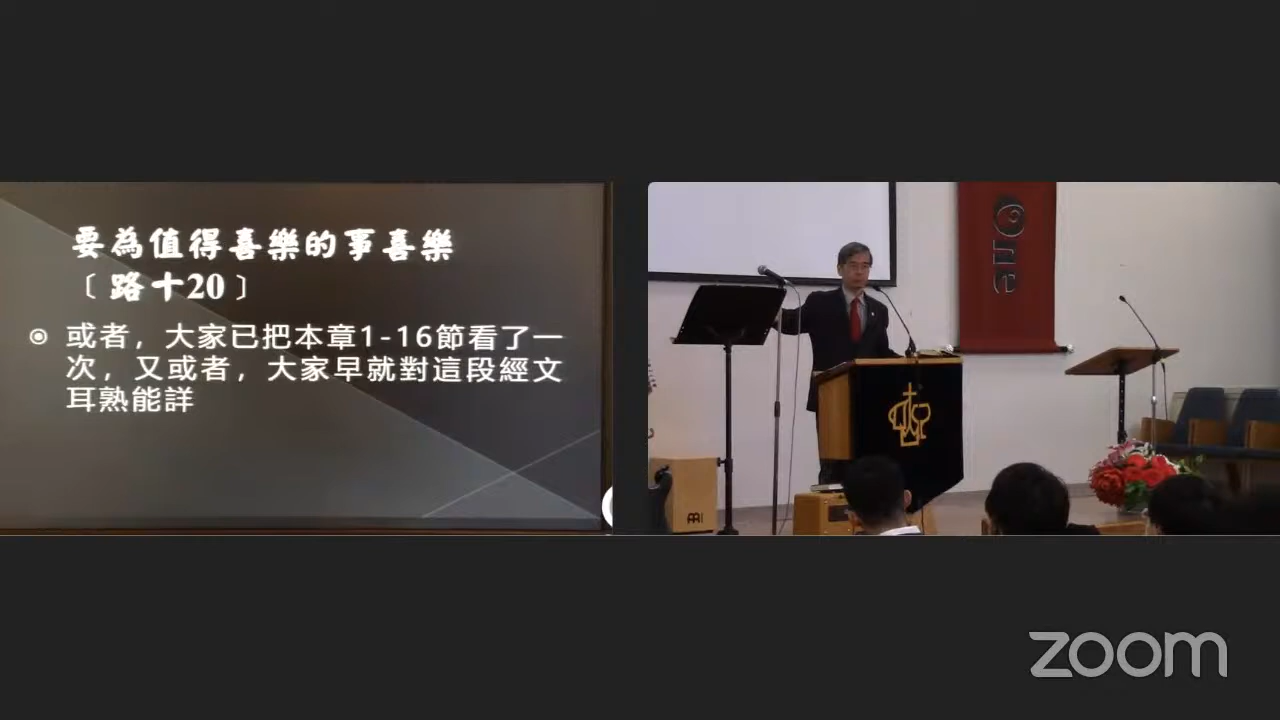 要為值得喜樂的事喜樂
﹝路十20﹞
或者，大家已把本章1-16節看了一
次，又或者，大家早就對這段經文
耳熟能詳
One
MEINL
zoom